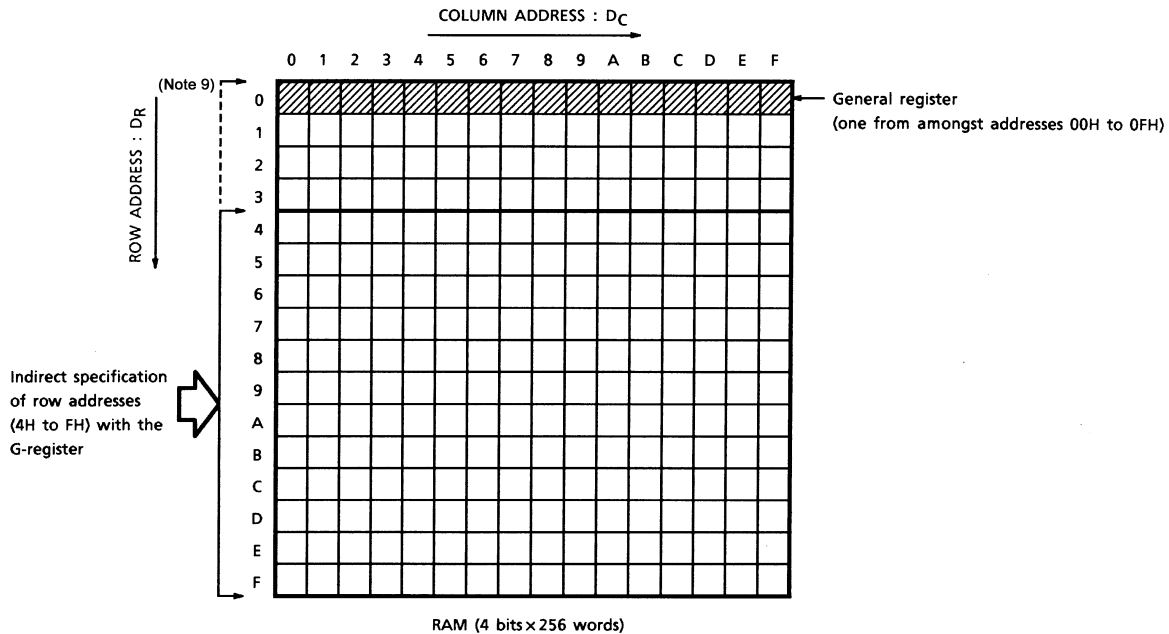 COLUMN ADDRESS : DC
0 1 2 3 4 5 6 7 8 9 A B C D E F
(Note 9)
ROW ADDRESS : DR
0
1
2
3
4
5
6
7
8
9
A
B
C
D
E
F
General register
(one from amongst addresses 00H to 0FH)
Indirect specification
of row addresses
(4H to FH) with the
G-register
RAM (4 bits×256 words)